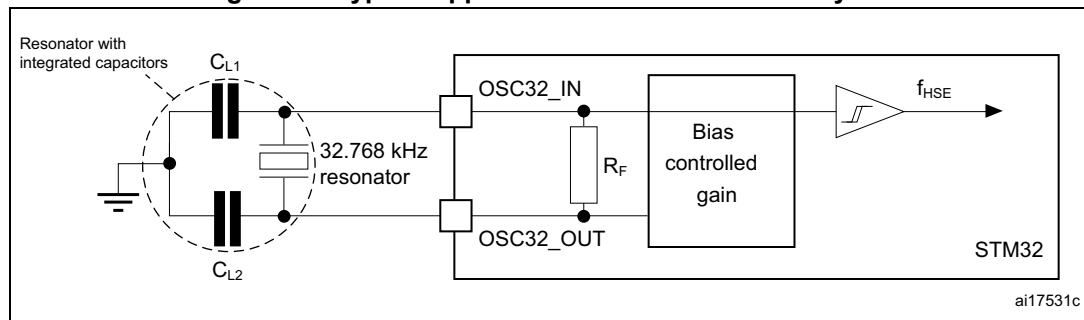 Resonator with
integrated capacitors
CL1
OSC32_IN
fHSE
32.768 kHz
resonator
RF
Bias
controlled
gain
OSC32_OUT
STM32
CL2
ai17531c